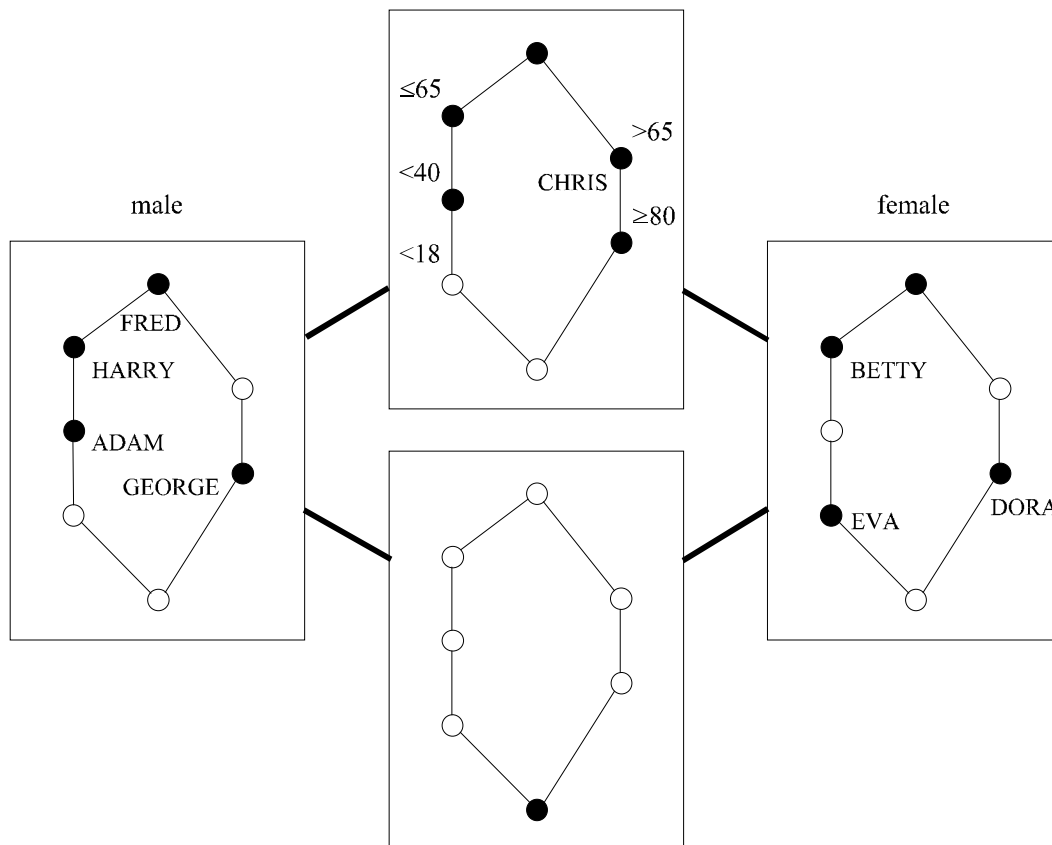 ≤65
>65
<40
CHRIS
male
female
≥80
<18
FRED
HARRY
BETTY
ADAM
GEORGE
DORA
EVA